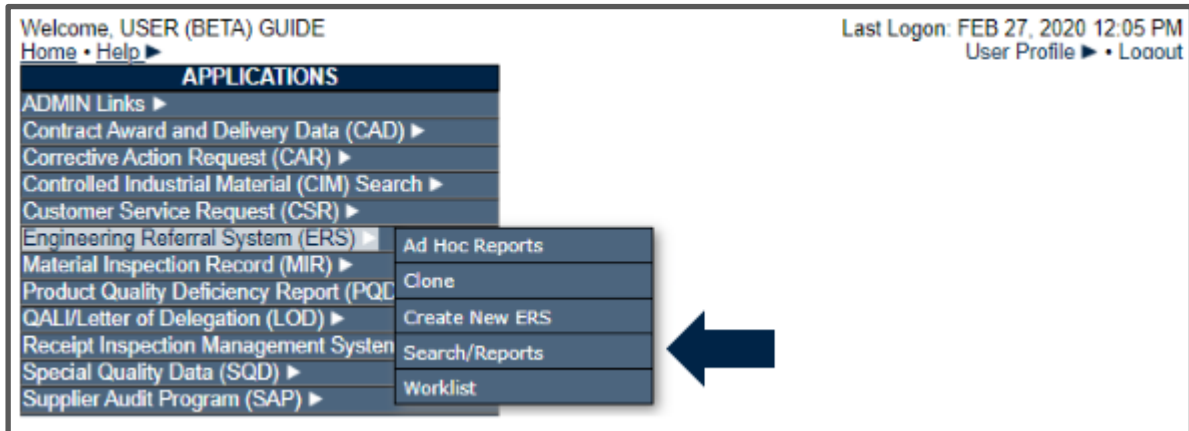 Welcome, USER (BETA) GUIDE
Last Logon: FEB 27, 2020 12:05 PM
Home • Help ►
User Profile ► • Logout
APPLICATIONS
ADMIN Links ►
Contract Award and Delivery Data (CAD) ►
Corrective Action Request (CAR) ►
Controlled Industrial Material (CIM) Search ►
Customer Service Request (CSR) ►
Engineering Referral System (ERS) ►
Material Inspection Record (MIR) ►
Product Quality Deficiency Report (PQD
QALI/Letter of Delegation (LOD) ►
Receipt Inspection Management System
Special Quality Data (SQD) ►
Supplier Audit Program (SAP) ►
Ad Hoc Reports
Clone
Create New ERS
Search/Reports
Worklist